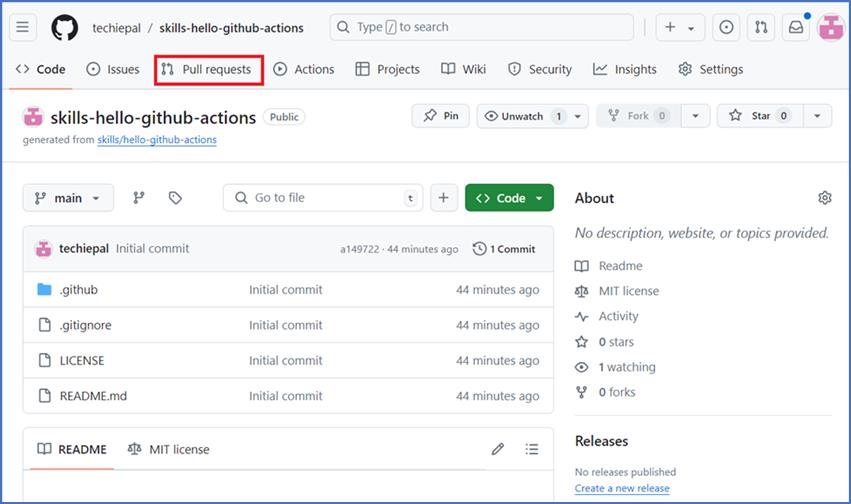 techiepal / skills-hello-github-actions Type / to search
Code Issues Pull requests Actions Projects Wiki Security Insights Settings
skills-hello-github-actions Public Pin Unwatch 1 Fork 0 Star 0
generated from skills/hello-github-actions
main Go to file t Code
techiepal Initial commit a149722 · 44 minutes ago 1 Commit
.github Initial commit 44 minutes ago
.gitignore Initial commit 44 minutes ago
LICENSE Initial commit 44 minutes ago
README.md Initial commit 44 minutes ago
README MIT license
About
No description, website, or topics provided.
Readme
MIT license
Activity
0 stars
1 watching
0 forks
Releases
No releases published
Create a new release